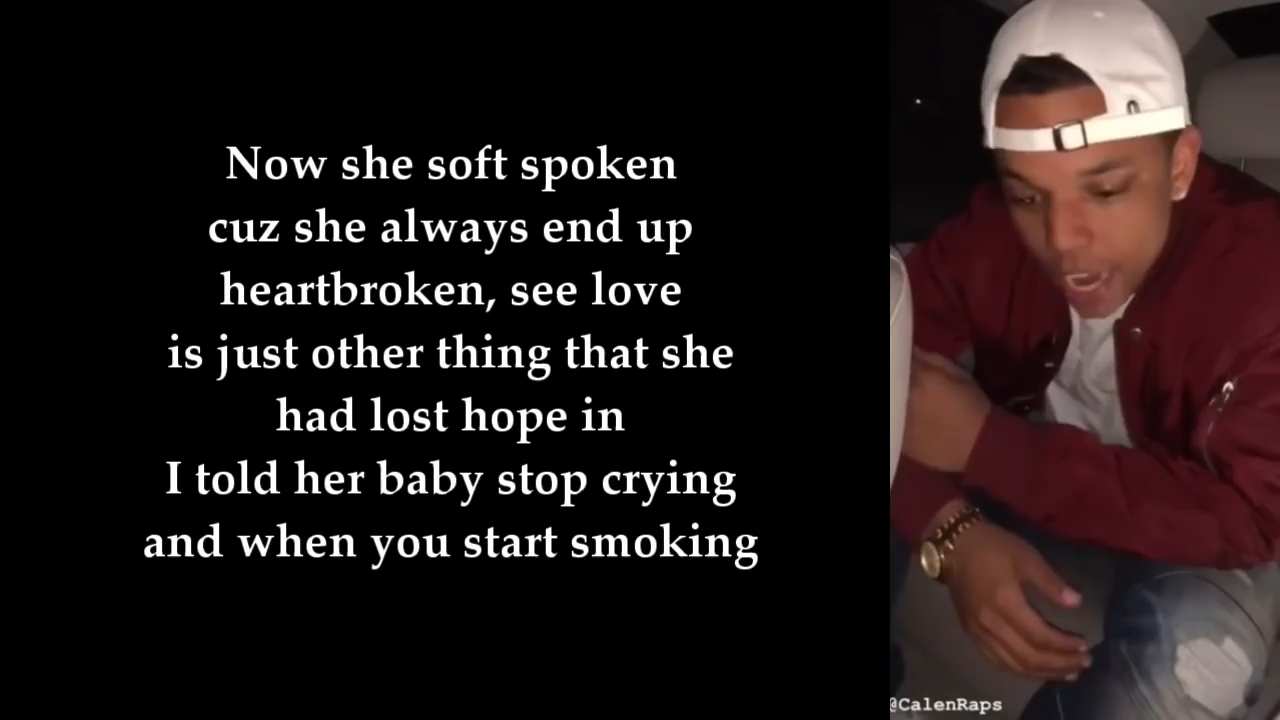 Now she soft spoken
cuz she always end up
heartbroken, see love
is just other thing that she
had lost hope in
I told her baby stop crying
and when you start smoking
@CalenRaps